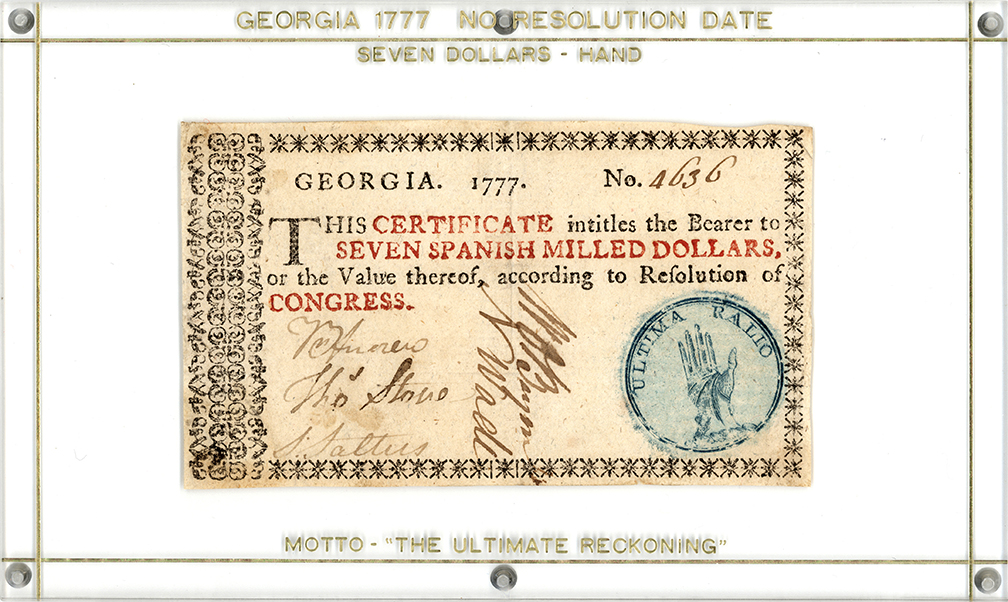 GEORGIA 1777 NO RESOLUTION DATE
SEVEN DOLLARS - HAND
GEORGIA. 1777. No. 4636
THIS CERTIFICATE intitles the Bearer to
SEVEN SPANISH MILLED DOLLARS,
or the Value thereof, according to Resolution of
CONGRESS.
ULTIMA RALIO
Thos Stone
S. Saltus
MOTTO - "THE ULTIMATE RECKONING"